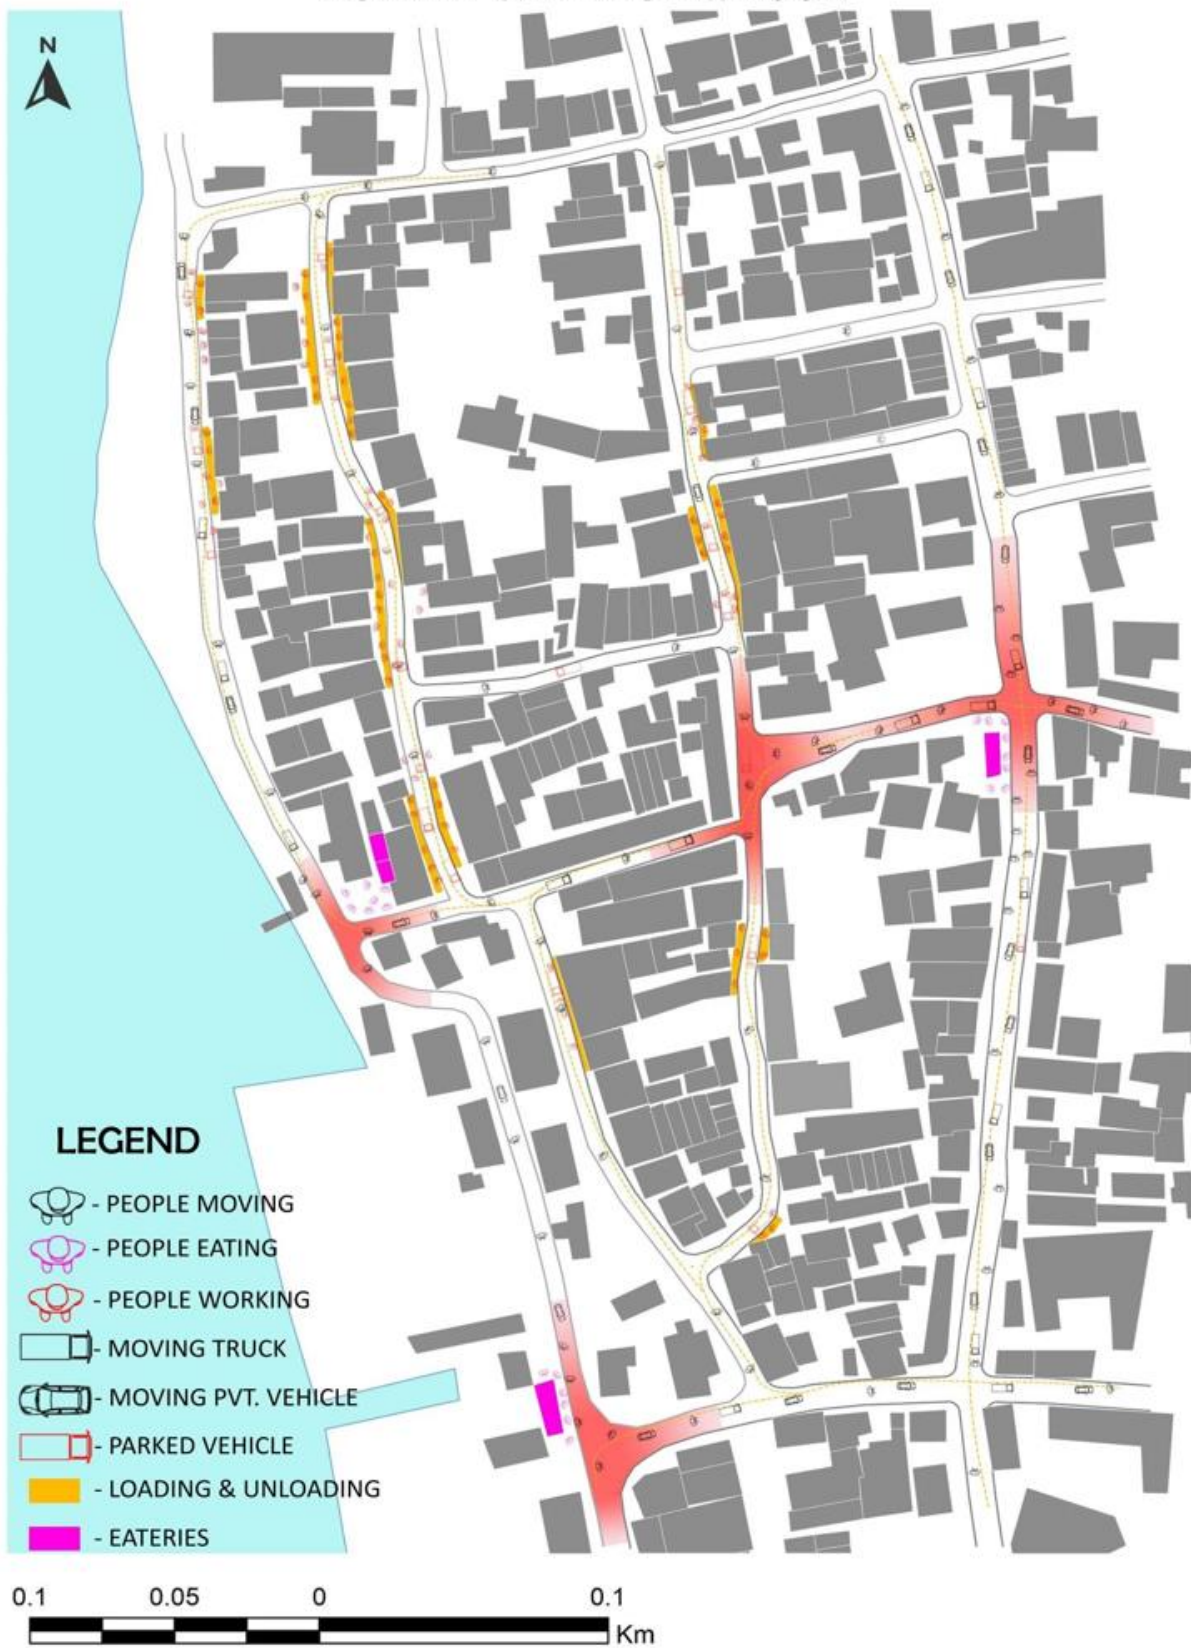 N
LEGEND
- PEOPLE MOVING
- PEOPLE EATING
- PEOPLE WORKING
- MOVING TRUCK
- MOVING PVT. VEHICLE
- PARKED VEHICLE
- LOADING & UNLOADING
- EATERIES
0.1 0.05 0 0.1
Km